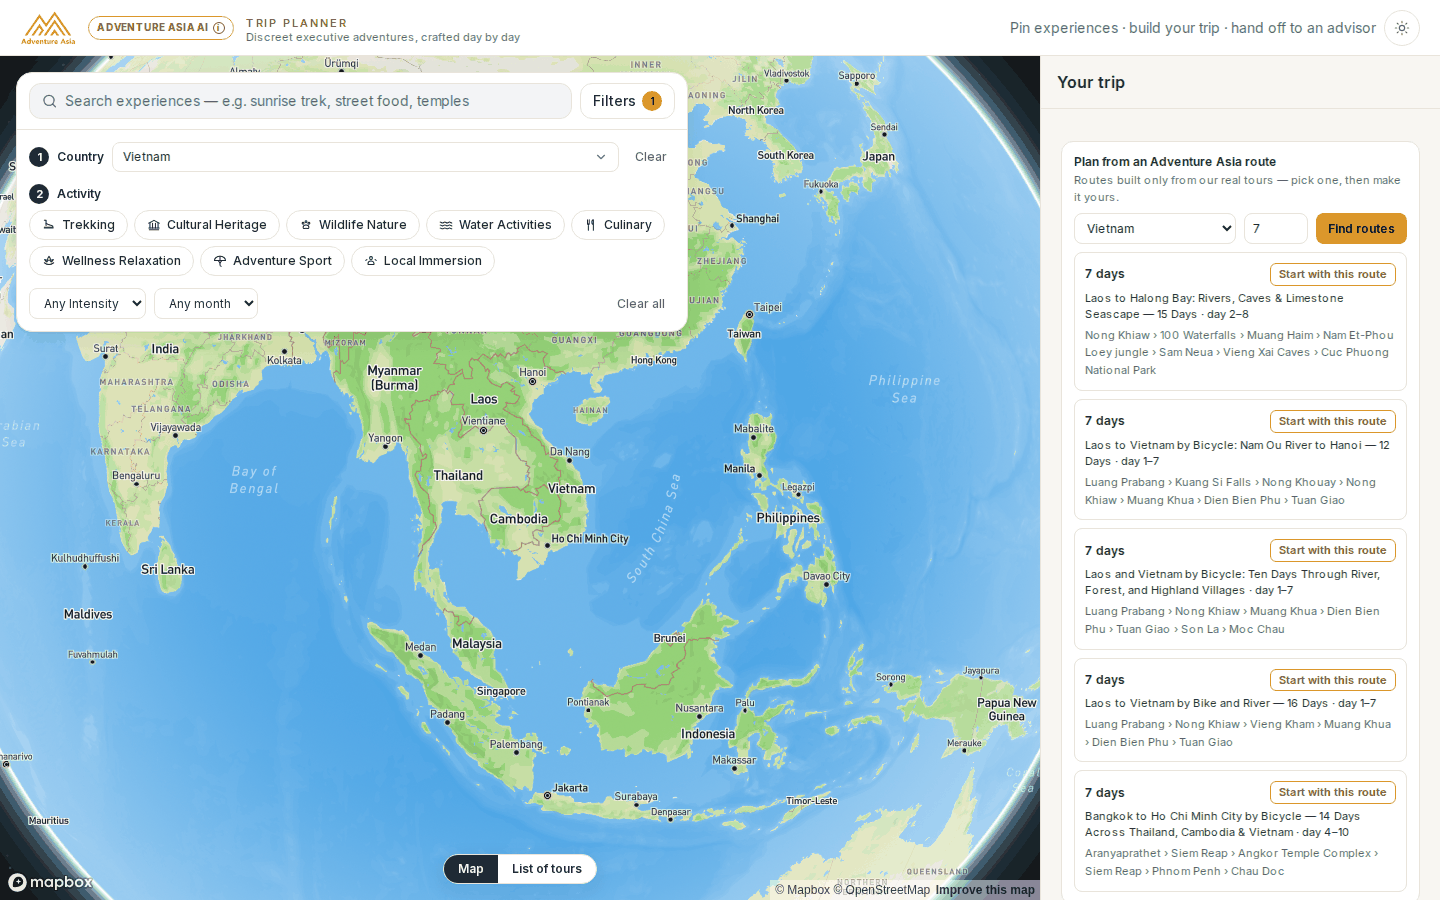 Adventure Asia
ADVENTURE ASIA AI
TRIP PLANNER
Discreet executive adventures, crafted day by day
Pin experiences · build your trip · hand off to an advisor
Search experiences — e.g. sunrise trek, street food, temples
Filters 1
1 Country Vietnam Clear
2 Activity
Trekking
Cultural Heritage
Wildlife Nature
Water Activities
Culinary
Wellness Relaxation
Adventure Sport
Local Immersion
Any Intensity
Any month
Clear all
Ürümqi
INNER
JILIN
Vladivostok
Sapporo
North Korea
Sendai
South Korea
Japan
Fukuoka
Shanghai
ZHEJIANG
Taipei
Taiwan
GUANGXI
GUANGDONG
Hong Kong
Surat
India
JHARKHAND
Kolkata
MIZORAM
MAHARASHTRA
ODISHA
TELANGANA
Vijayawada
KARNATAKA
Bengaluru
KERALA
Bay of
Bengal
Myanmar
(Burma)
Hanoi
Laos
HAINAN
Vientiane
Yangon
Da Nang
Thailand
Vietnam
Cambodia
Ho Chi Minh City
South China Sea
Philippine
Sea
Mabalite
Manila
Legazpi
Philippines
Davao City
Kulhudhuffushi
Sri Lanka
Maldives
Fuvahmulah
Medan
Malaysia
Brunei
Singapore
Pontianak
Nusantara
Palu
Sorong
Jayapura
Padang
Papua New
Guinea
Indonesia
Palembang
Makassar
Merauke
Jakarta
Surabaya
Denpasar
Timor-Leste
Mauritius
QUEENSLAND
NORTHERN
Map
List of tours
mapbox
© Mapbox © OpenStreetMap Improve this map
Your trip
Plan from an Adventure Asia route
Routes built only from our real tours — pick one, then make
it yours.
Vietnam
7
Find routes
7 days
Start with this route
Laos to Halong Bay: Rivers, Caves & Limestone
Seascape — 15 Days · day 2–8
Nong Khiaw › 100 Waterfalls › Muang Haim › Nam Et-Phou
Loey jungle › Sam Neua › Vieng Xai Caves › Cuc Phuong
National Park
7 days
Start with this route
Laos to Vietnam by Bicycle: Nam Ou River to Hanoi — 12
Days · day 1–7
Luang Prabang › Kuang Si Falls › Nong Khouay › Nong
Khiaw › Muang Khua › Dien Bien Phu › Tuan Giao
7 days
Start with this route
Laos and Vietnam by Bicycle: Ten Days Through River,
Forest, and Highland Villages · day 1–7
Luang Prabang › Nong Khiaw › Muang Khua › Dien Bien
Phu › Tuan Giao › Son La › Moc Chau
7 days
Start with this route
Laos to Vietnam by Bike and River — 16 Days · day 1–7
Luang Prabang › Nong Khiaw › Vieng Kham › Muang Khua
› Dien Bien Phu › Tuan Giao
7 days
Start with this route
Bangkok to Ho Chi Minh City by Bicycle — 14 Days
Across Thailand, Cambodia & Vietnam · day 4–10
Aranyaprathet › Siem Reap › Angkor Temple Complex ›
Siem Reap › Phnom Penh › Chau Doc